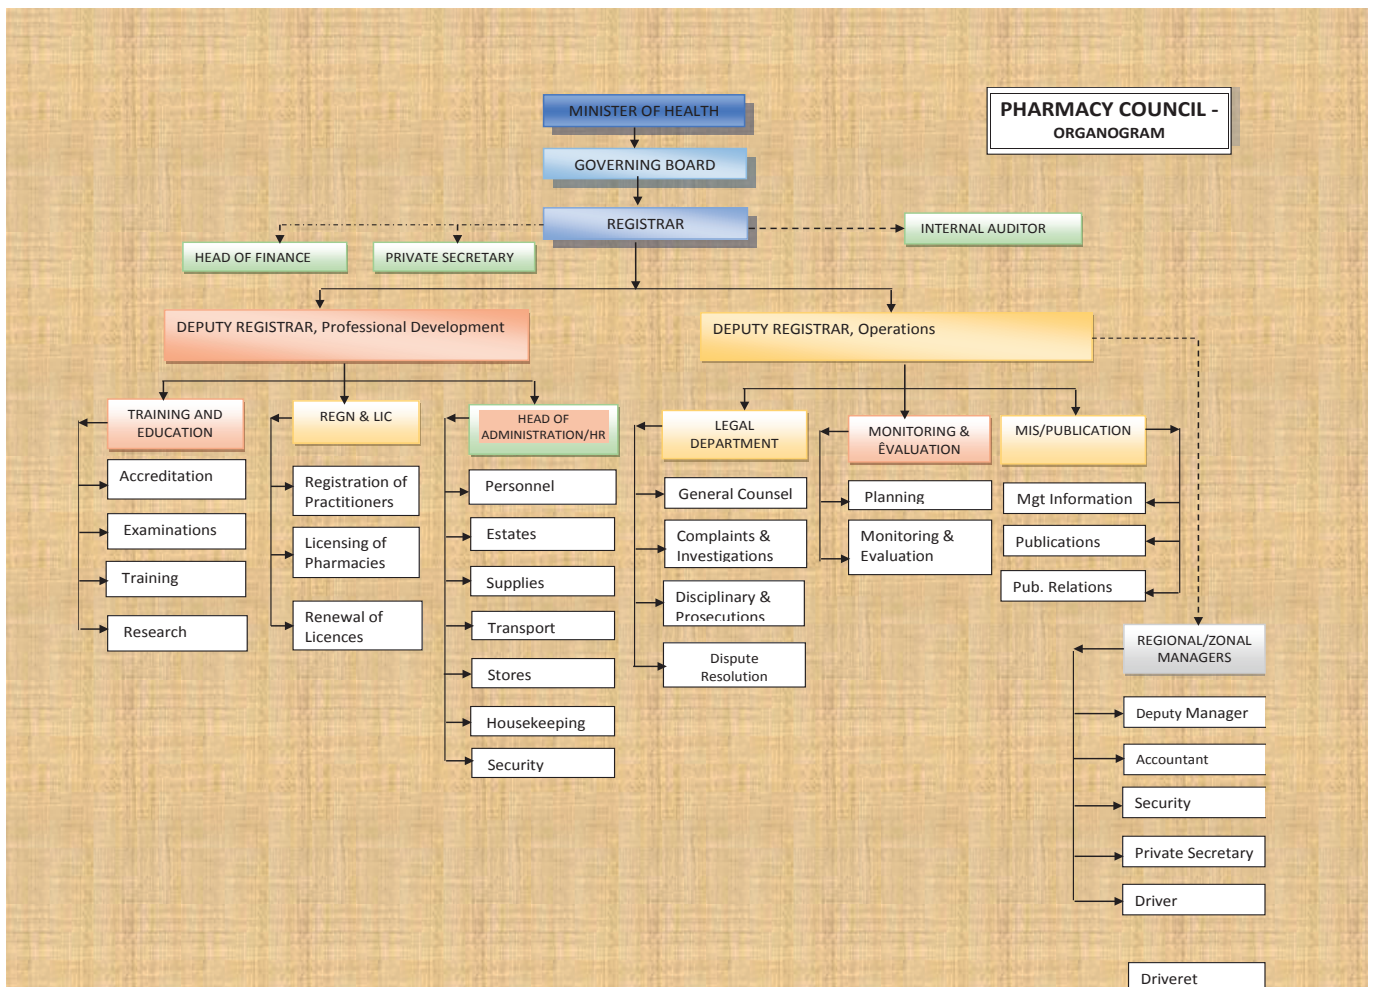 MINISTER OF HEALTH
PHARMACY COUNCIL -
ORGANOGRAM
GOVERNING BOARD
REGISTRAR
INTERNAL AUDITOR
HEAD OF FINANCE
PRIVATE SECRETARY
DEPUTY REGISTRAR, Professional Development
DEPUTY REGISTRAR, Operations
TRAINING AND
EDUCATION
Accreditation
Examinations
Training
Research
REGN & LIC
Registration of
Practitioners
Licensing of
Pharmacies
Renewal of
Licences
HEAD OF
ADMINISTRATION/HR
Personnel
Estates
Supplies
Transport
Stores
Housekeeping
Security
LEGAL
DEPARTMENT
General Counsel
Complaints &
Investigations
Disciplinary &
Prosecutions
Dispute
Resolution
MONITORING &
ÊVALUATION
Planning
Monitoring &
Evaluation
MIS/PUBLICATION
Mgt Information
Publications
Pub. Relations
REGIONAL/ZONAL
MANAGERS
Deputy Manager
Accountant
Security
Private Secretary
Driver
Driveret